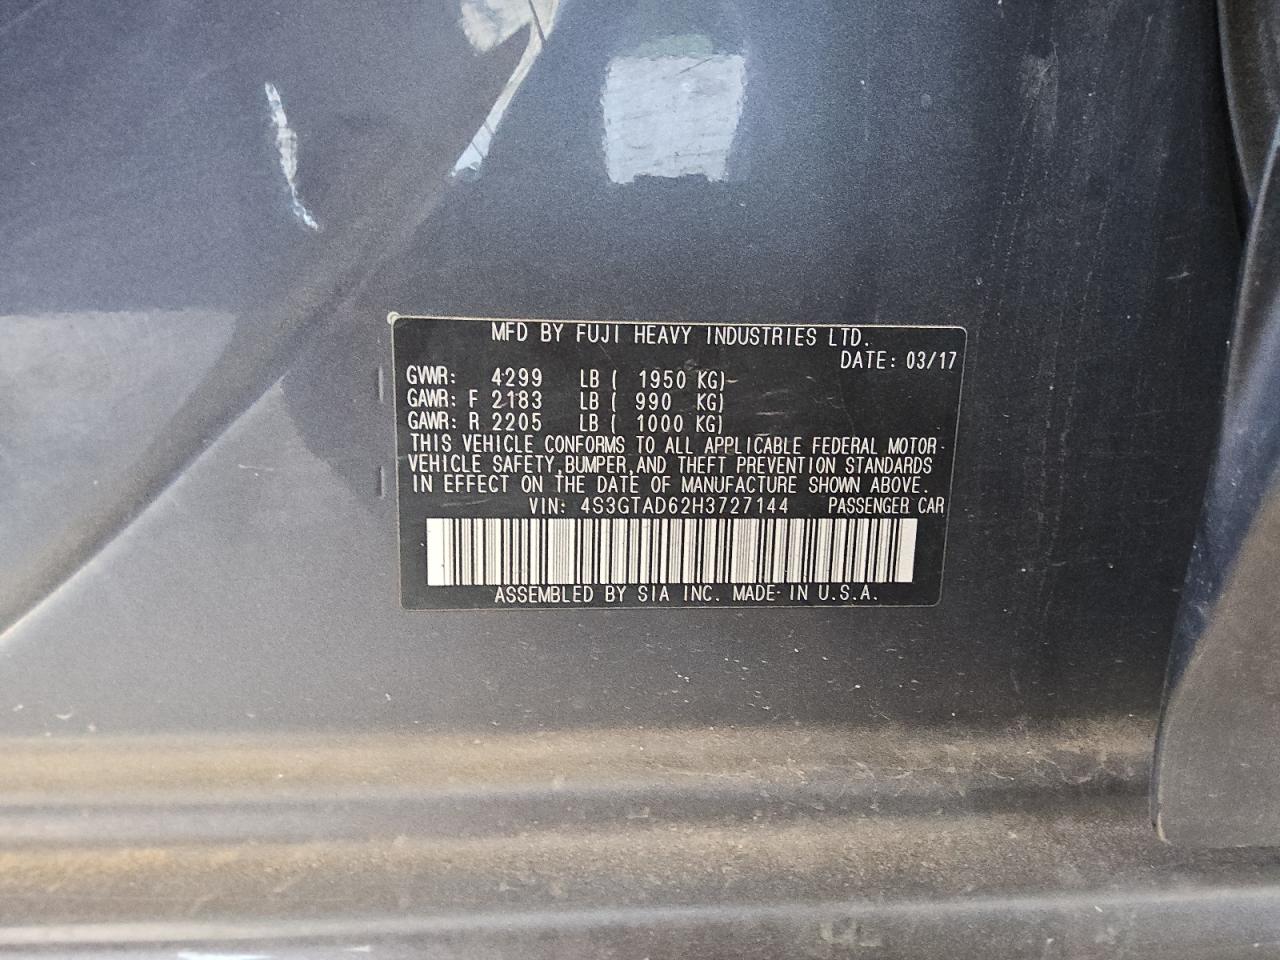 MFD BY FUJI HEAVY INDUSTRIES LTD.
DATE: 03/17
GVWR: 4299 LB ( 1950 KG)
GAWR: F 2183 LB ( 990 KG)
GAWR: R 2205 LB ( 1000 KG)
THIS VEHICLE CONFORMS TO ALL APPLICABLE FEDERAL MOTOR
VEHICLE SAFETY,BUMPER,AND THEFT PREVENTION STANDARDS
IN EFFECT ON THE DATE OF MANUFACTURE SHOWN ABOVE.
VIN: 4S3GTAD62H3727144 PASSENGER CAR
ASSEMBLED BY SIA INC. MADE IN U.S.A.